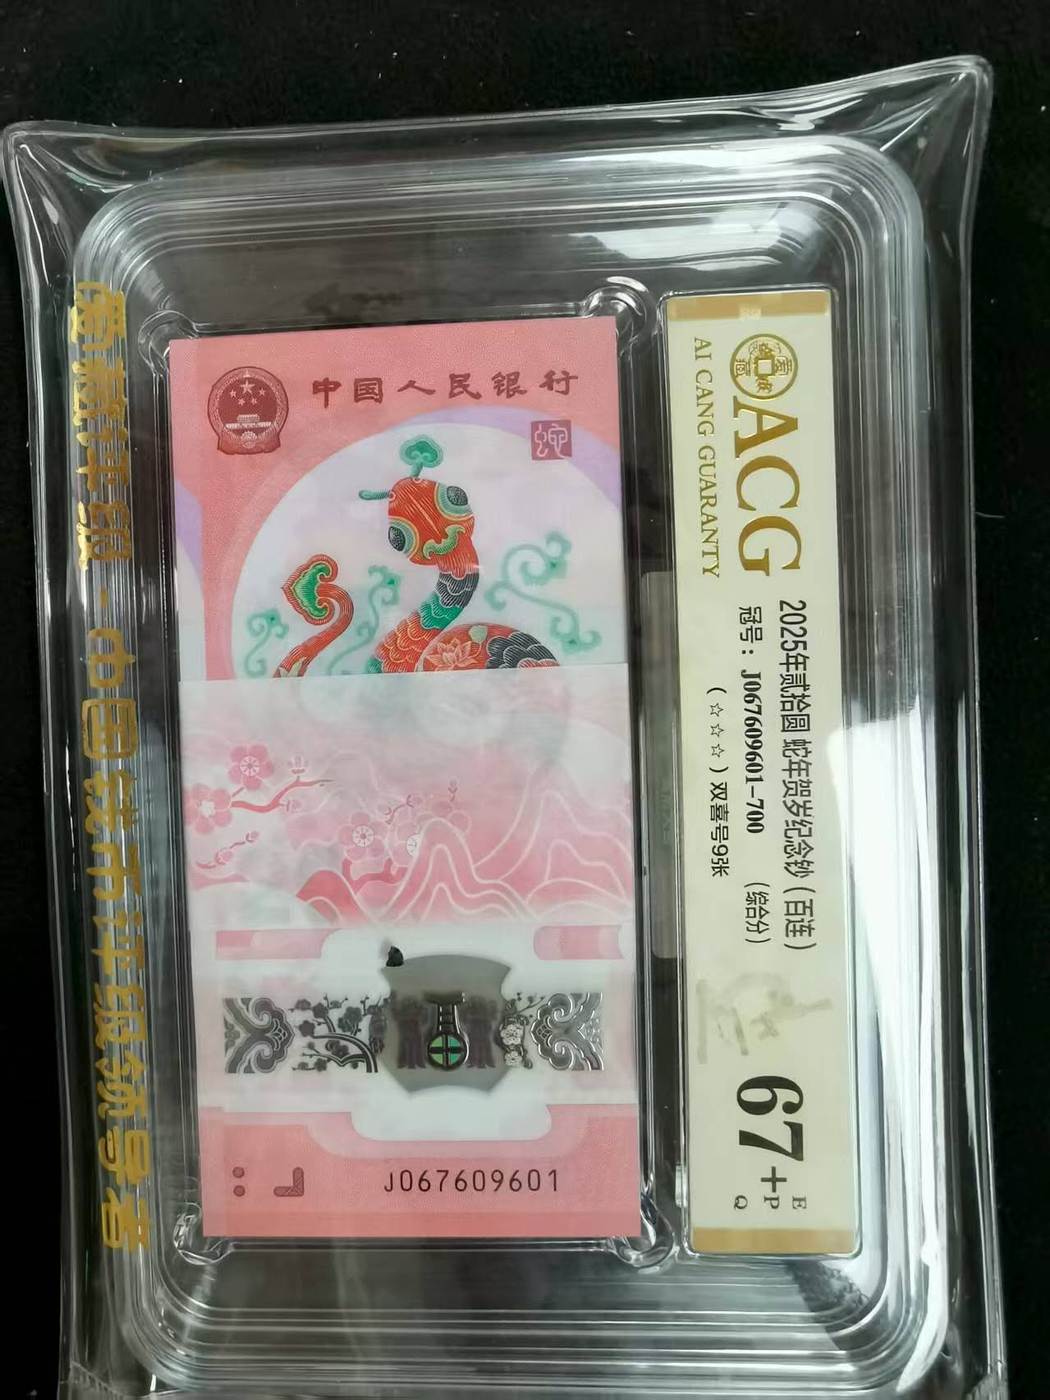 中国人民银行
蛇
J067609601
ACG
AI CANG GUARANTY
2025年贰拾圆 蛇年贺岁纪念钞（百连）
冠号：J067609601-700 （综合分）
（☆☆☆）双喜号9张
67+
E
P
Q
爱藏评级·中国钱币评级领导者